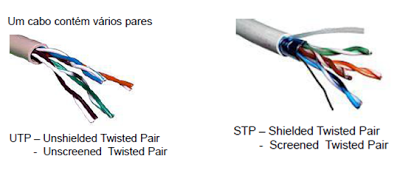 Um cabo contém vários pares
UTP – Unshielded Twisted Pair
- Unscreened Twisted Pair
STP – Shielded Twisted Pair
- Screened Twisted Pair